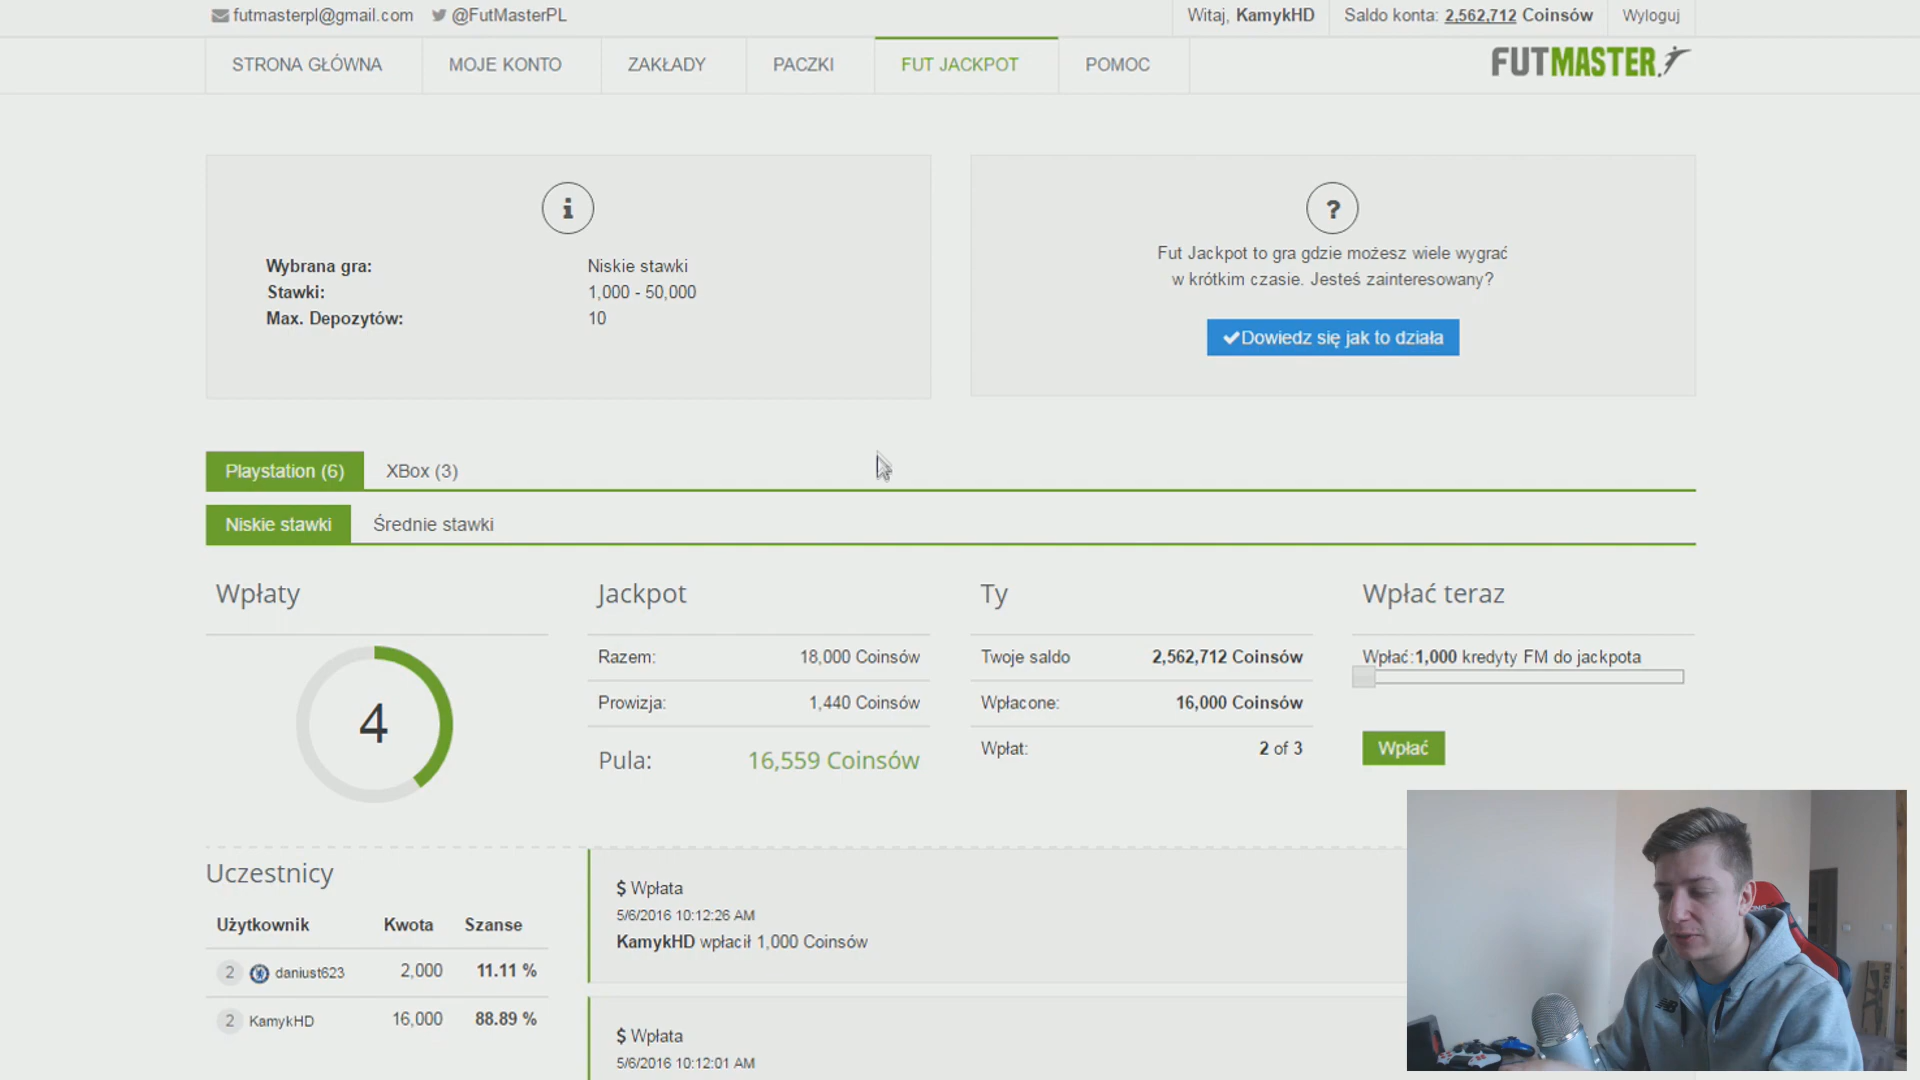 futmasterpl@gmail.com @FutMasterPL Witaj, KamykHD Saldo konta: 2,562,712 Coinsów Wyloguj
STRONA GŁÓWNA MOJE KONTO ZAKŁADY PACZKI FUT JACKPOT POMOC FUTMASTER.
Wybrana gra: Niskie stawki
Stawki: 1,000 - 50,000
Max. Depozytów: 10
Fut Jackpot to gra gdzie możesz wiele wygrać
w krótkim czasie. Jesteś zainteresowany?
Dowiedz się jak to działa
Playstation (6) XBox (3)
Niskie stawki Średnie stawki
Wpłaty
4
Jackpot
Razem: 18,000 Coinsów
Prowizja: 1,440 Coinsów
Pula: 16,559 Coinsów
Ty
Twoje saldo 2,562,712 Coinsów
Wpłacone: 16,000 Coinsów
Wpłat: 2 of 3
Wpłać teraz
Wpłać:1,000 kredyty FM do jackpota
Wpłać
Uczestnicy
Użytkownik Kwota Szanse
2 daniust623 2,000 11.11 %
2 KamykHD 16,000 88.89 %
$ Wpłata
5/6/2016 10:12:26 AM
KamykHD wpłacił 1,000 Coinsów
$ Wpłata
5/6/2016 10:12:01 AM